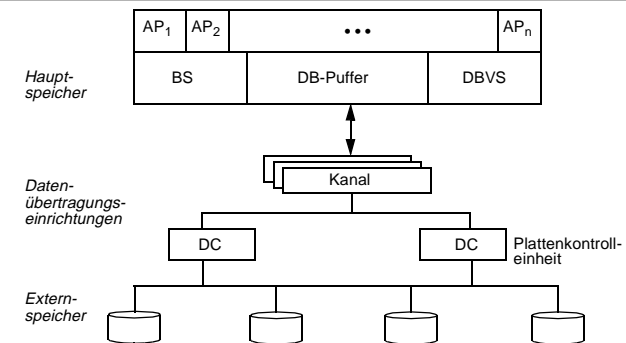 AP1 AP2 ••• APn
Haupt-
speicher
BS DB-Puffer DBVS
Kanal
Daten-
übertragungs-
einrichtungen
DC DC Plattenkontroll-
einheit
Extern-
speicher